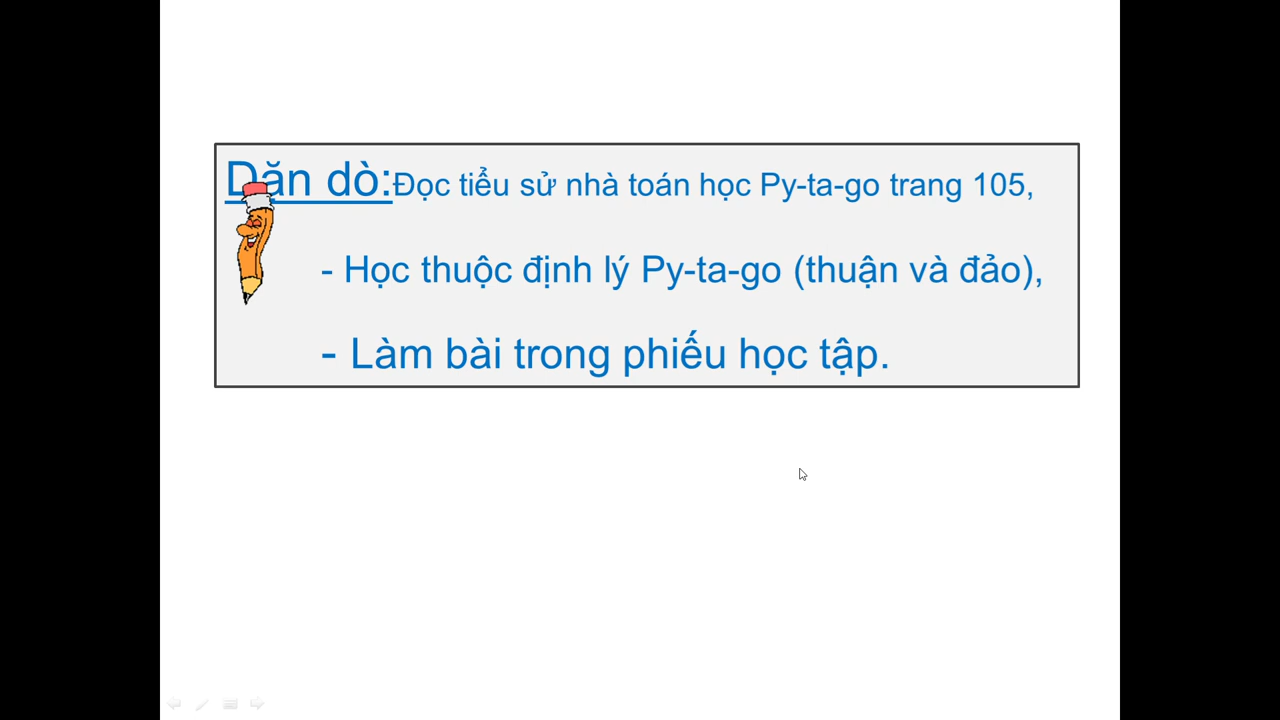 Dăn dò:Đọc tiểu sử nhà toán học Py-ta-go trang 105,
- Học thuộc định lý Py-ta-go (thuận và đảo),
- Làm bài trong phiếu học tập.